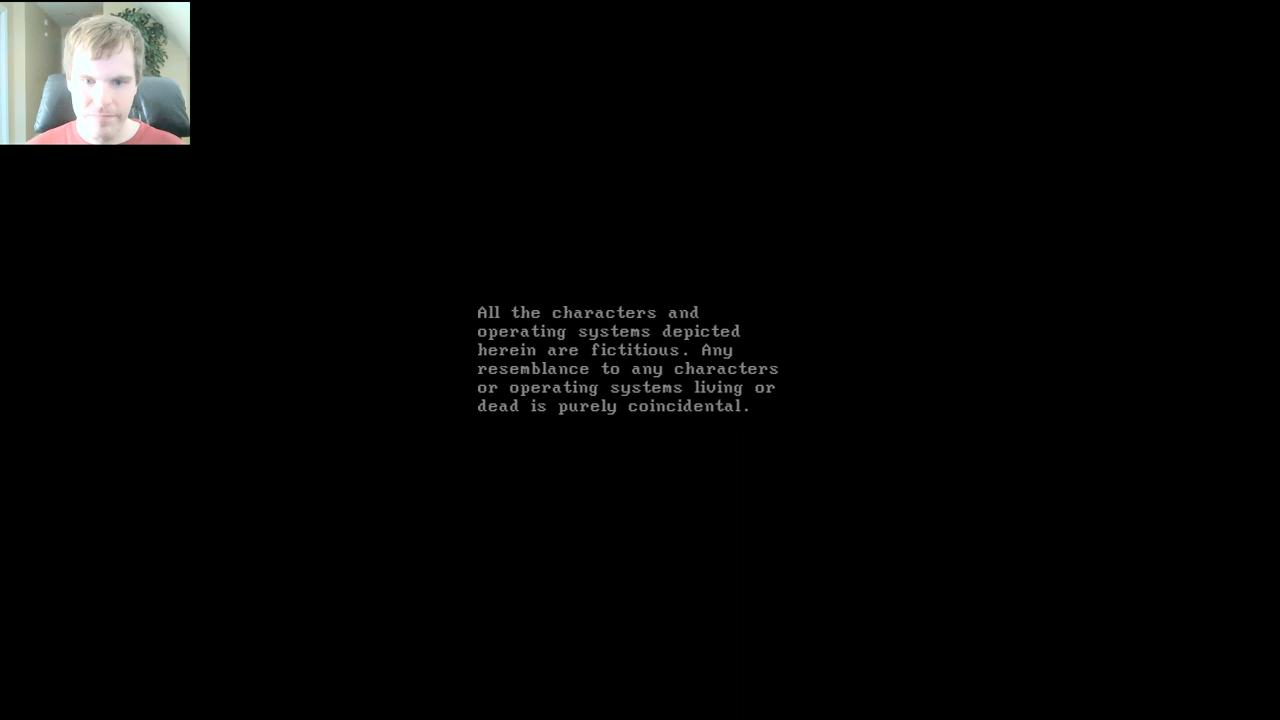 All the characters and
operating systems depicted
herein are fictitious. Any
resemblance to any characters
or operating systems living or
dead is purely coincidental.